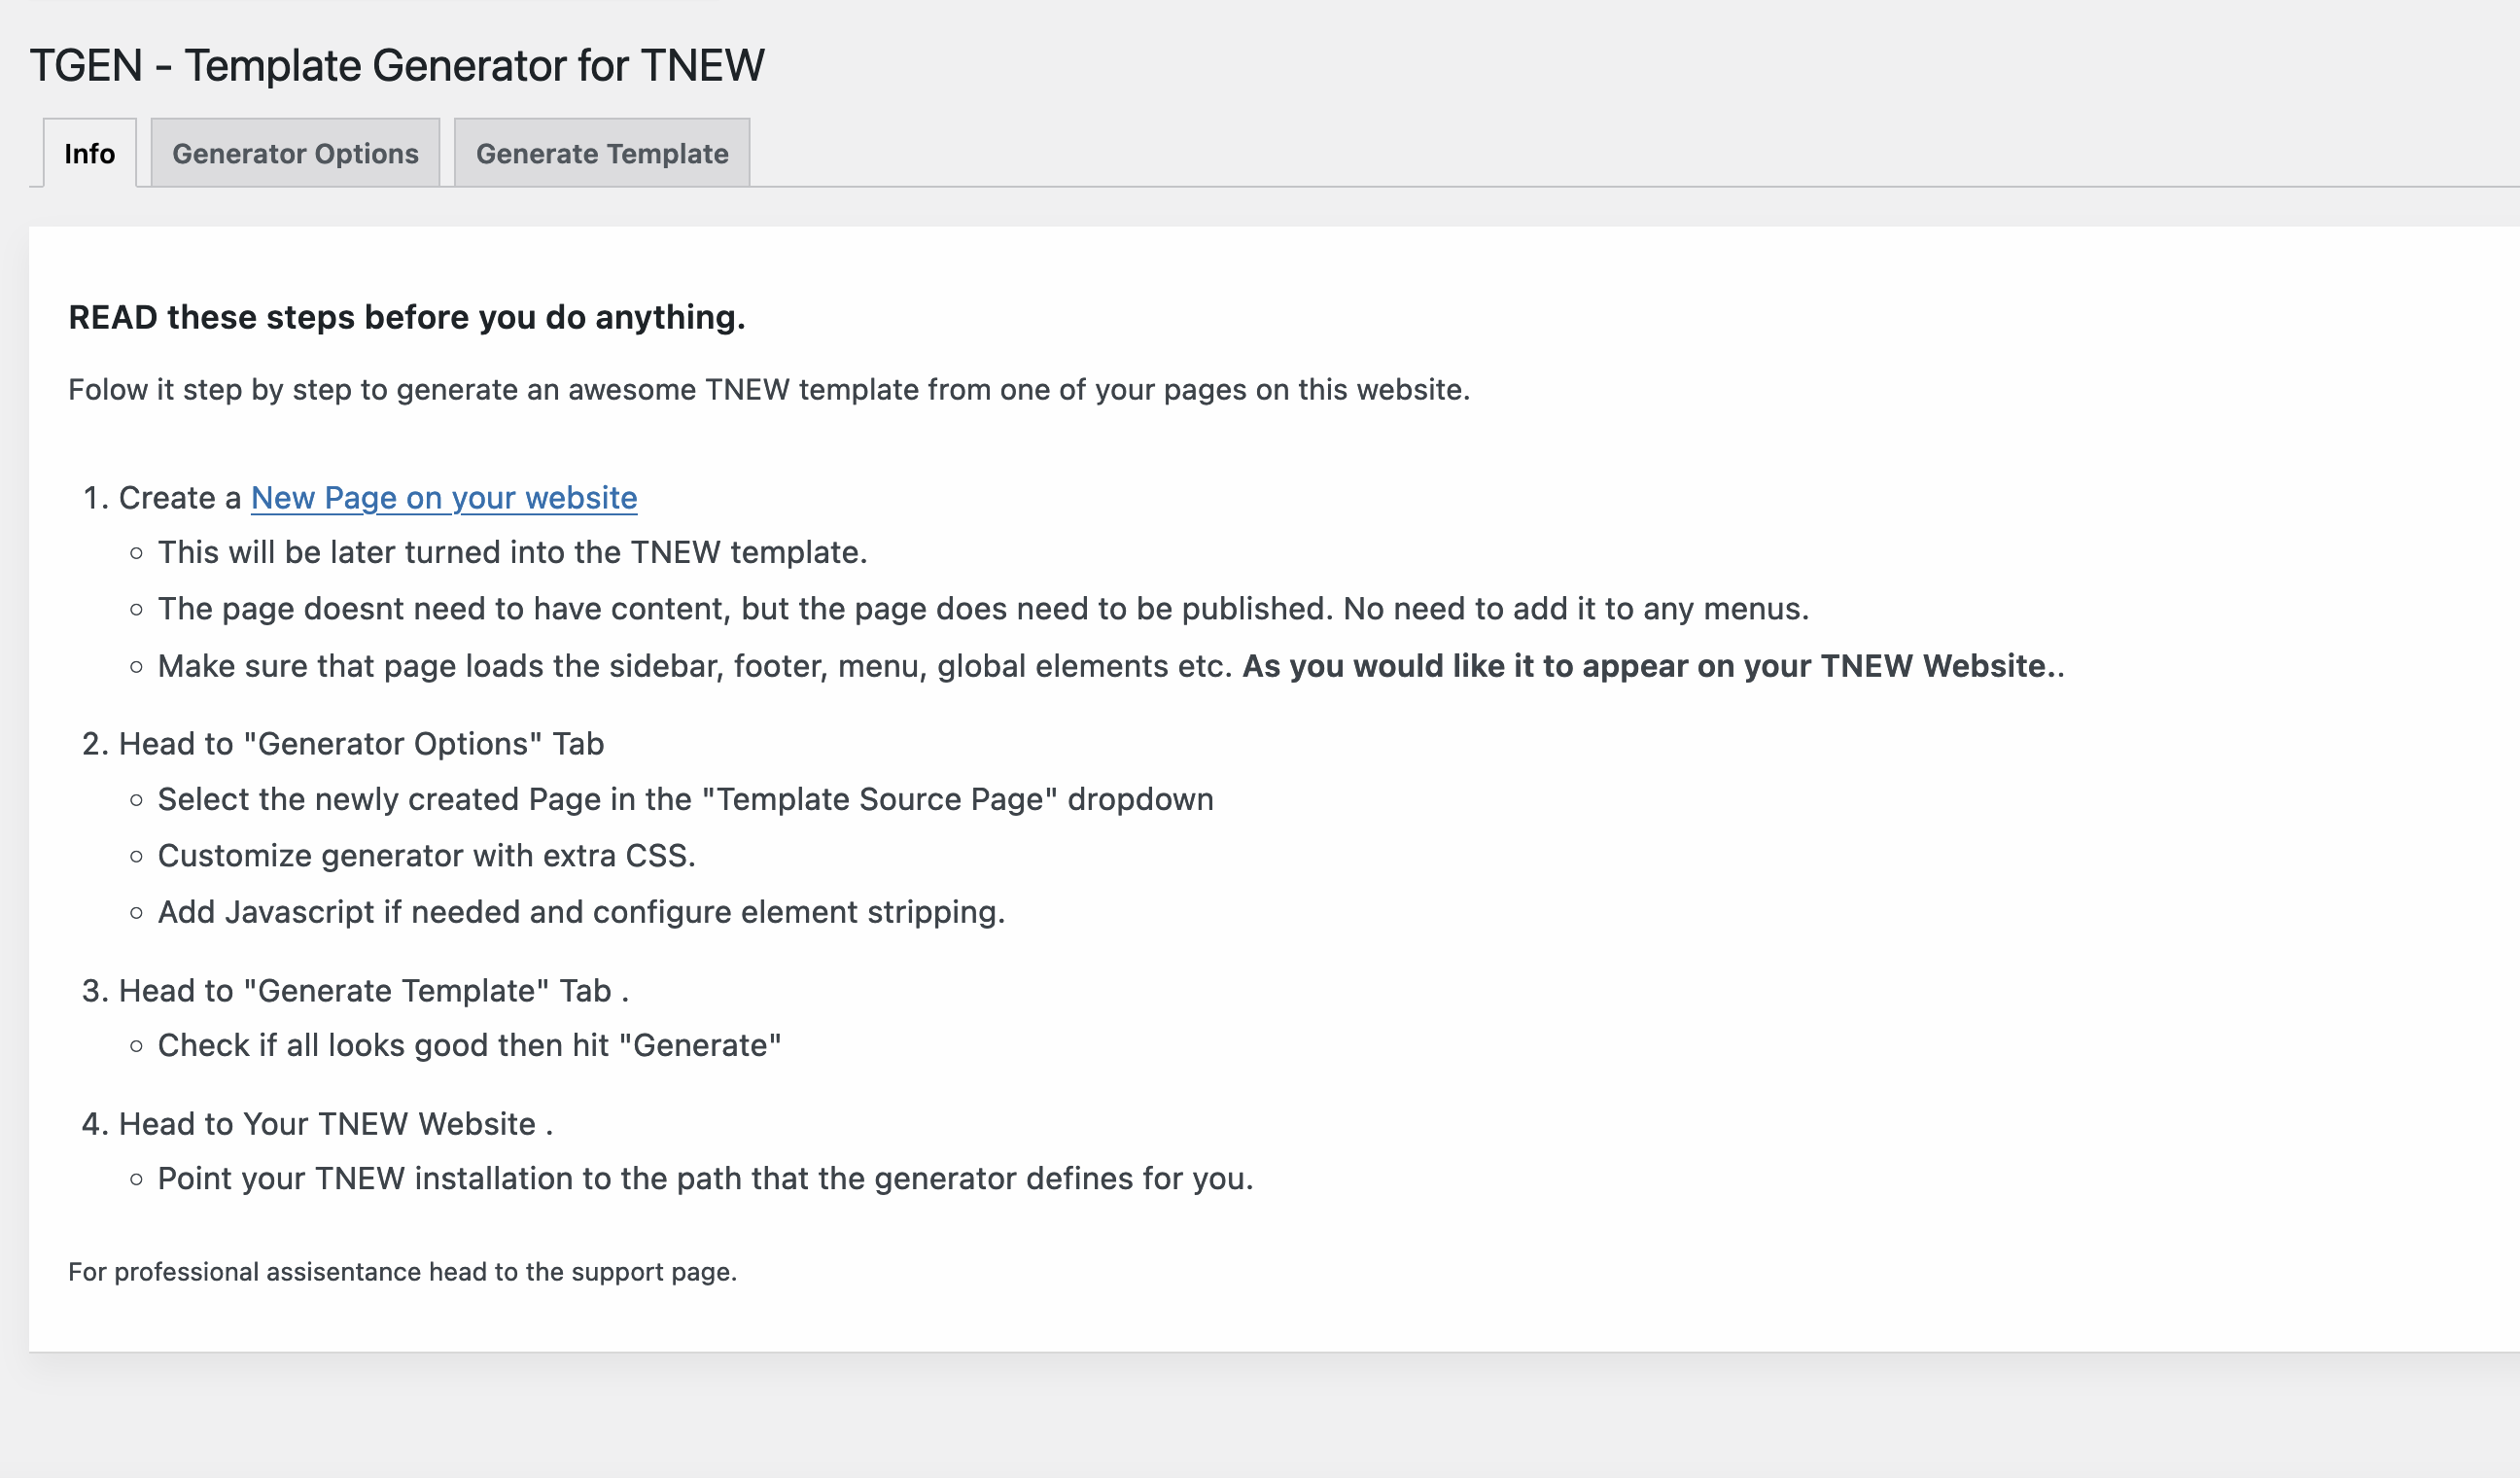 TGEN - Template Generator for TNEW
Info
Generator Options
Generate Template
READ these steps before you do anything.
Folow it step by step to generate an awesome TNEW template from one of your pages on this website.
1. Create a New Page on your website
This will be later turned into the TNEW template.
The page doesnt need to have content, but the page does need to be published. No need to add it to any menus.
Make sure that page loads the sidebar, footer, menu, global elements etc. As you would like it to appear on your TNEW Website..
2. Head to "Generator Options" Tab
Select the newly created Page in the "Template Source Page" dropdown
Customize generator with extra CSS.
Add Javascript if needed and configure element stripping.
3. Head to "Generate Template" Tab .
Check if all looks good then hit "Generate"
4. Head to Your TNEW Website .
Point your TNEW installation to the path that the generator defines for you.
For professional assisentance head to the support page.